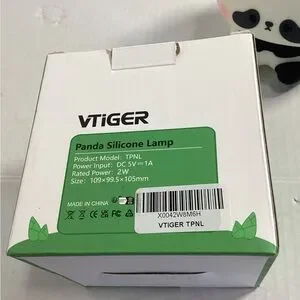 VTIGER
Panda Silicone Lamp
Product Model: TPNL
Power Input: DC 5V⎓1A
Rated Power: 2W
Size: 109×99.5×105mm
MADE IN CHINA
X0042W8M6H
VTIGER TPNL